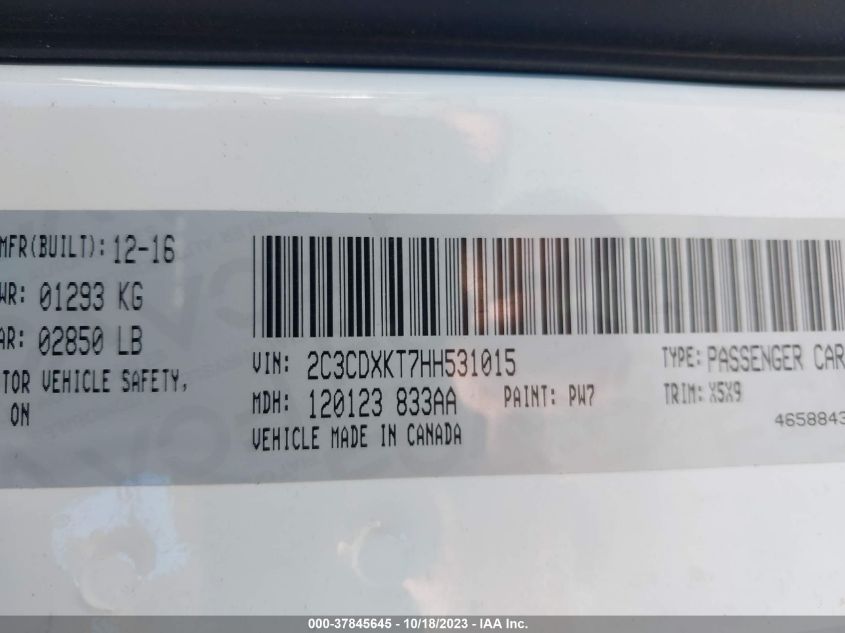 MFR(BUILT): 12-16
WR: 01293 KG
AR: 02850 LB
TOR VEHICLE SAFETY,
ON
VIN: 2C3CDXKT7HH531015
TYPE: PASSENGER CAR
MDH: 120123 833AA
PAINT: PW7
TRIM: X5X9
VEHICLE MADE IN CANADA
4658843
000-37845645 - 10/18/2023 - IAA Inc.